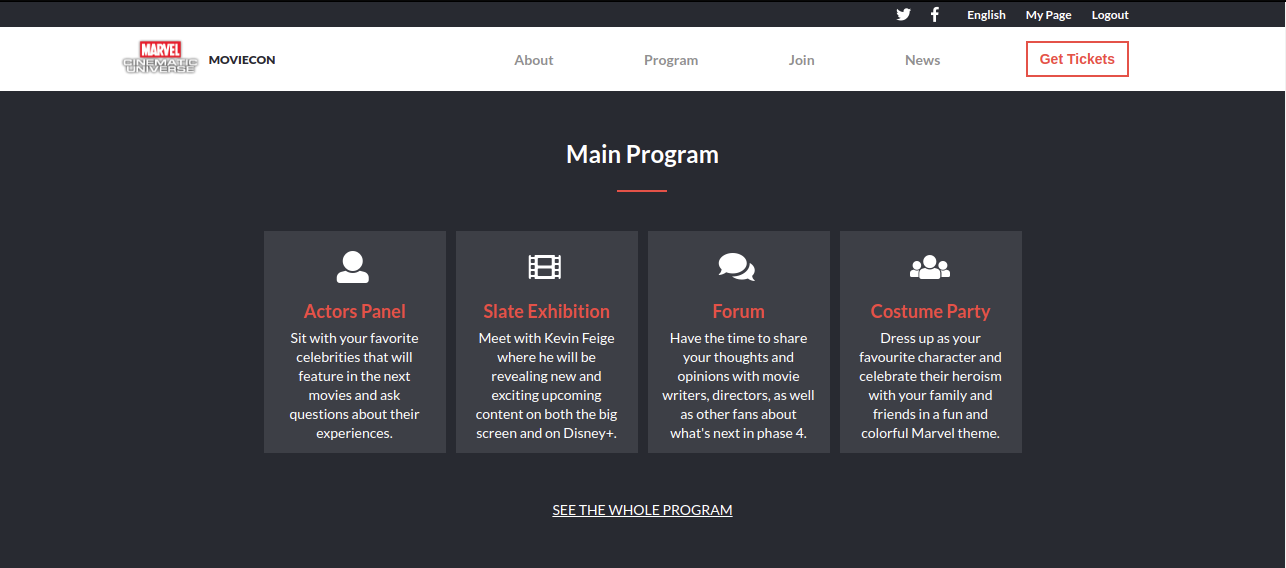 English My Page Logout
MARVEL
CINEMATIC
UNIVERSE
MOVIECON
About Program Join News
Get Tickets
Main Program
Actors Panel
Sit with your favorite
celebrities that will
feature in the next
movies and ask
questions about their
experiences.
Slate Exhibition
Meet with Kevin Feige
where he will be
revealing new and
exciting upcoming
content on both the big
screen and on Disney+.
Forum
Have the time to share
your thoughts and
opinions with movie
writers, directors, as well
as other fans about
what's next in phase 4.
Costume Party
Dress up as your
favourite character and
celebrate their heroism
with your family and
friends in a fun and
colorful Marvel theme.
SEE THE WHOLE PROGRAM